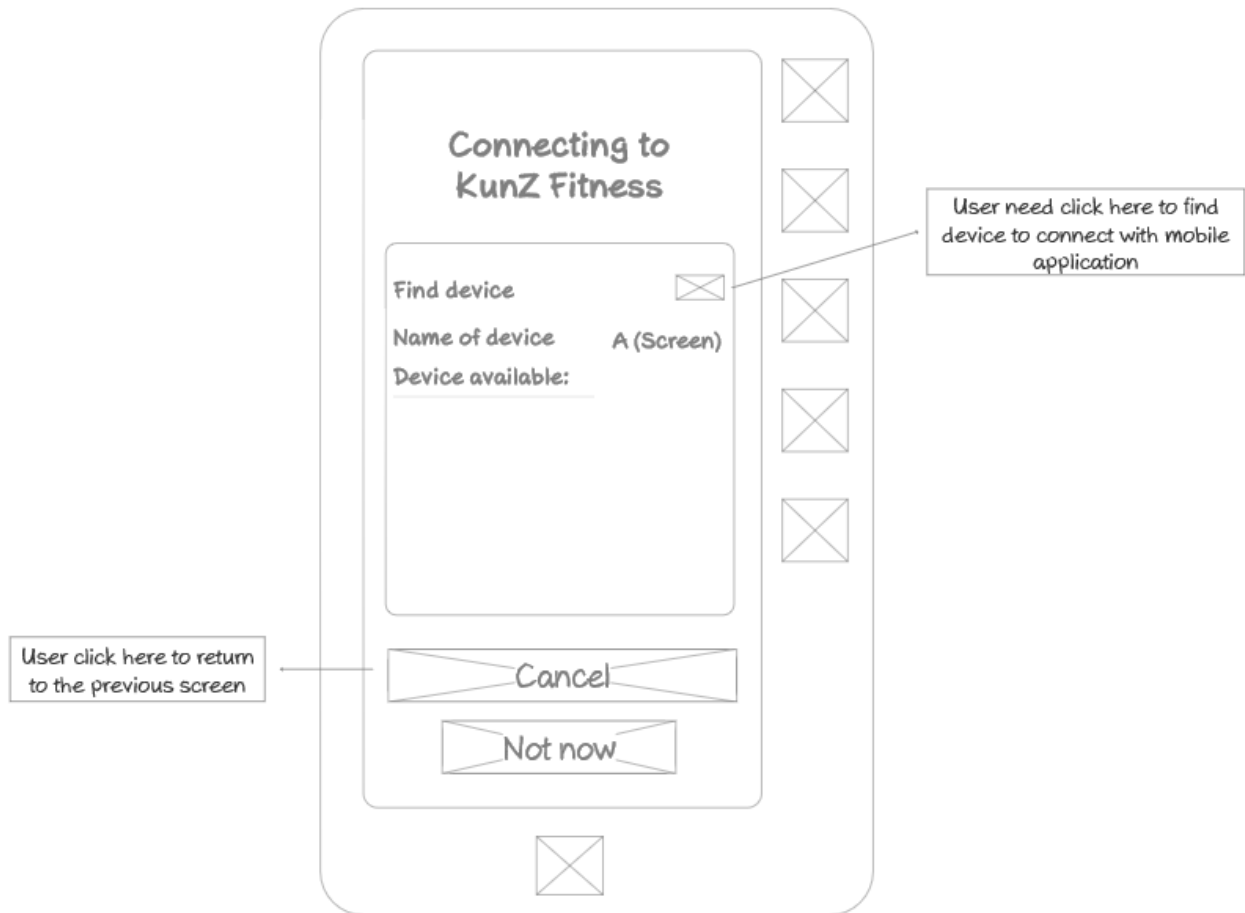 Connecting to
KunZ Fitness
User need click here to find
device to connect with mobile
application
Find device
Name of device A (Screen)
Device available:
User click here to return
to the previous screen
Cancel
Not now